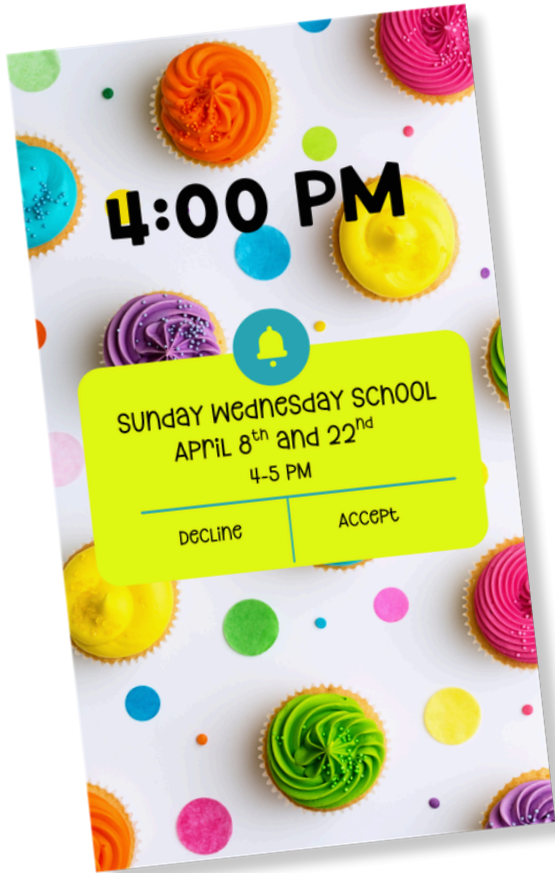 4:00 PM
Sunday Wednesday School
April 8th and 22nd
4-5 PM
Decline
Accept